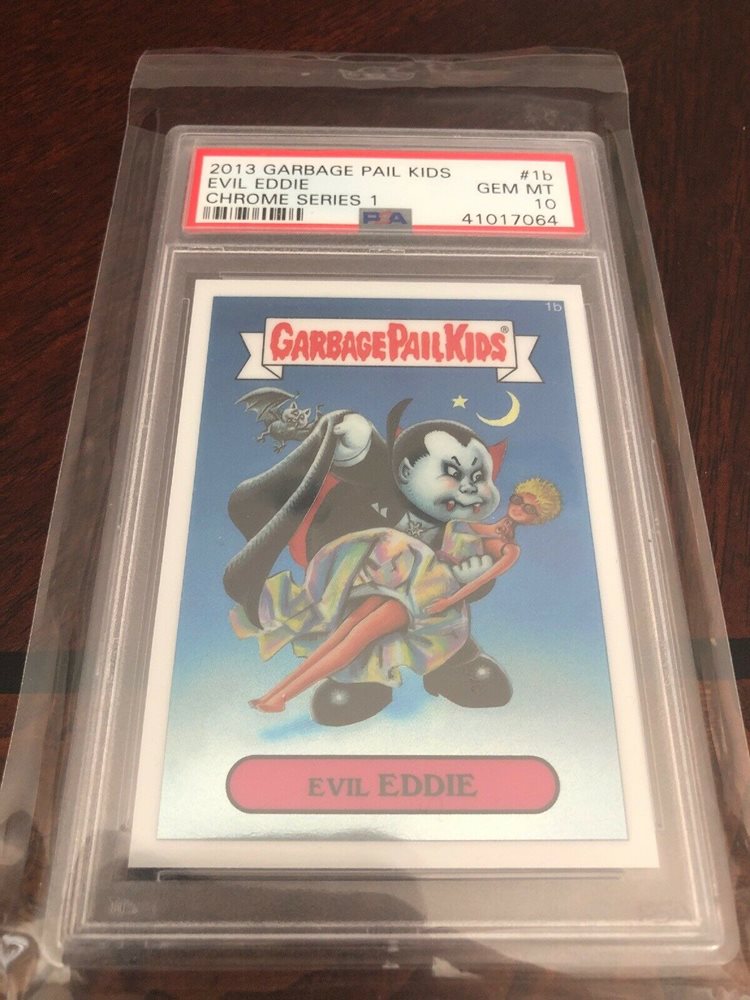 2013 GARBAGE PAIL KIDS #1b
EVIL EDDIE GEM MT
CHROME SERIES 1 10
PSA 41017064
1b
GARBAGE PAIL KIDS®
EVIL EDDIE